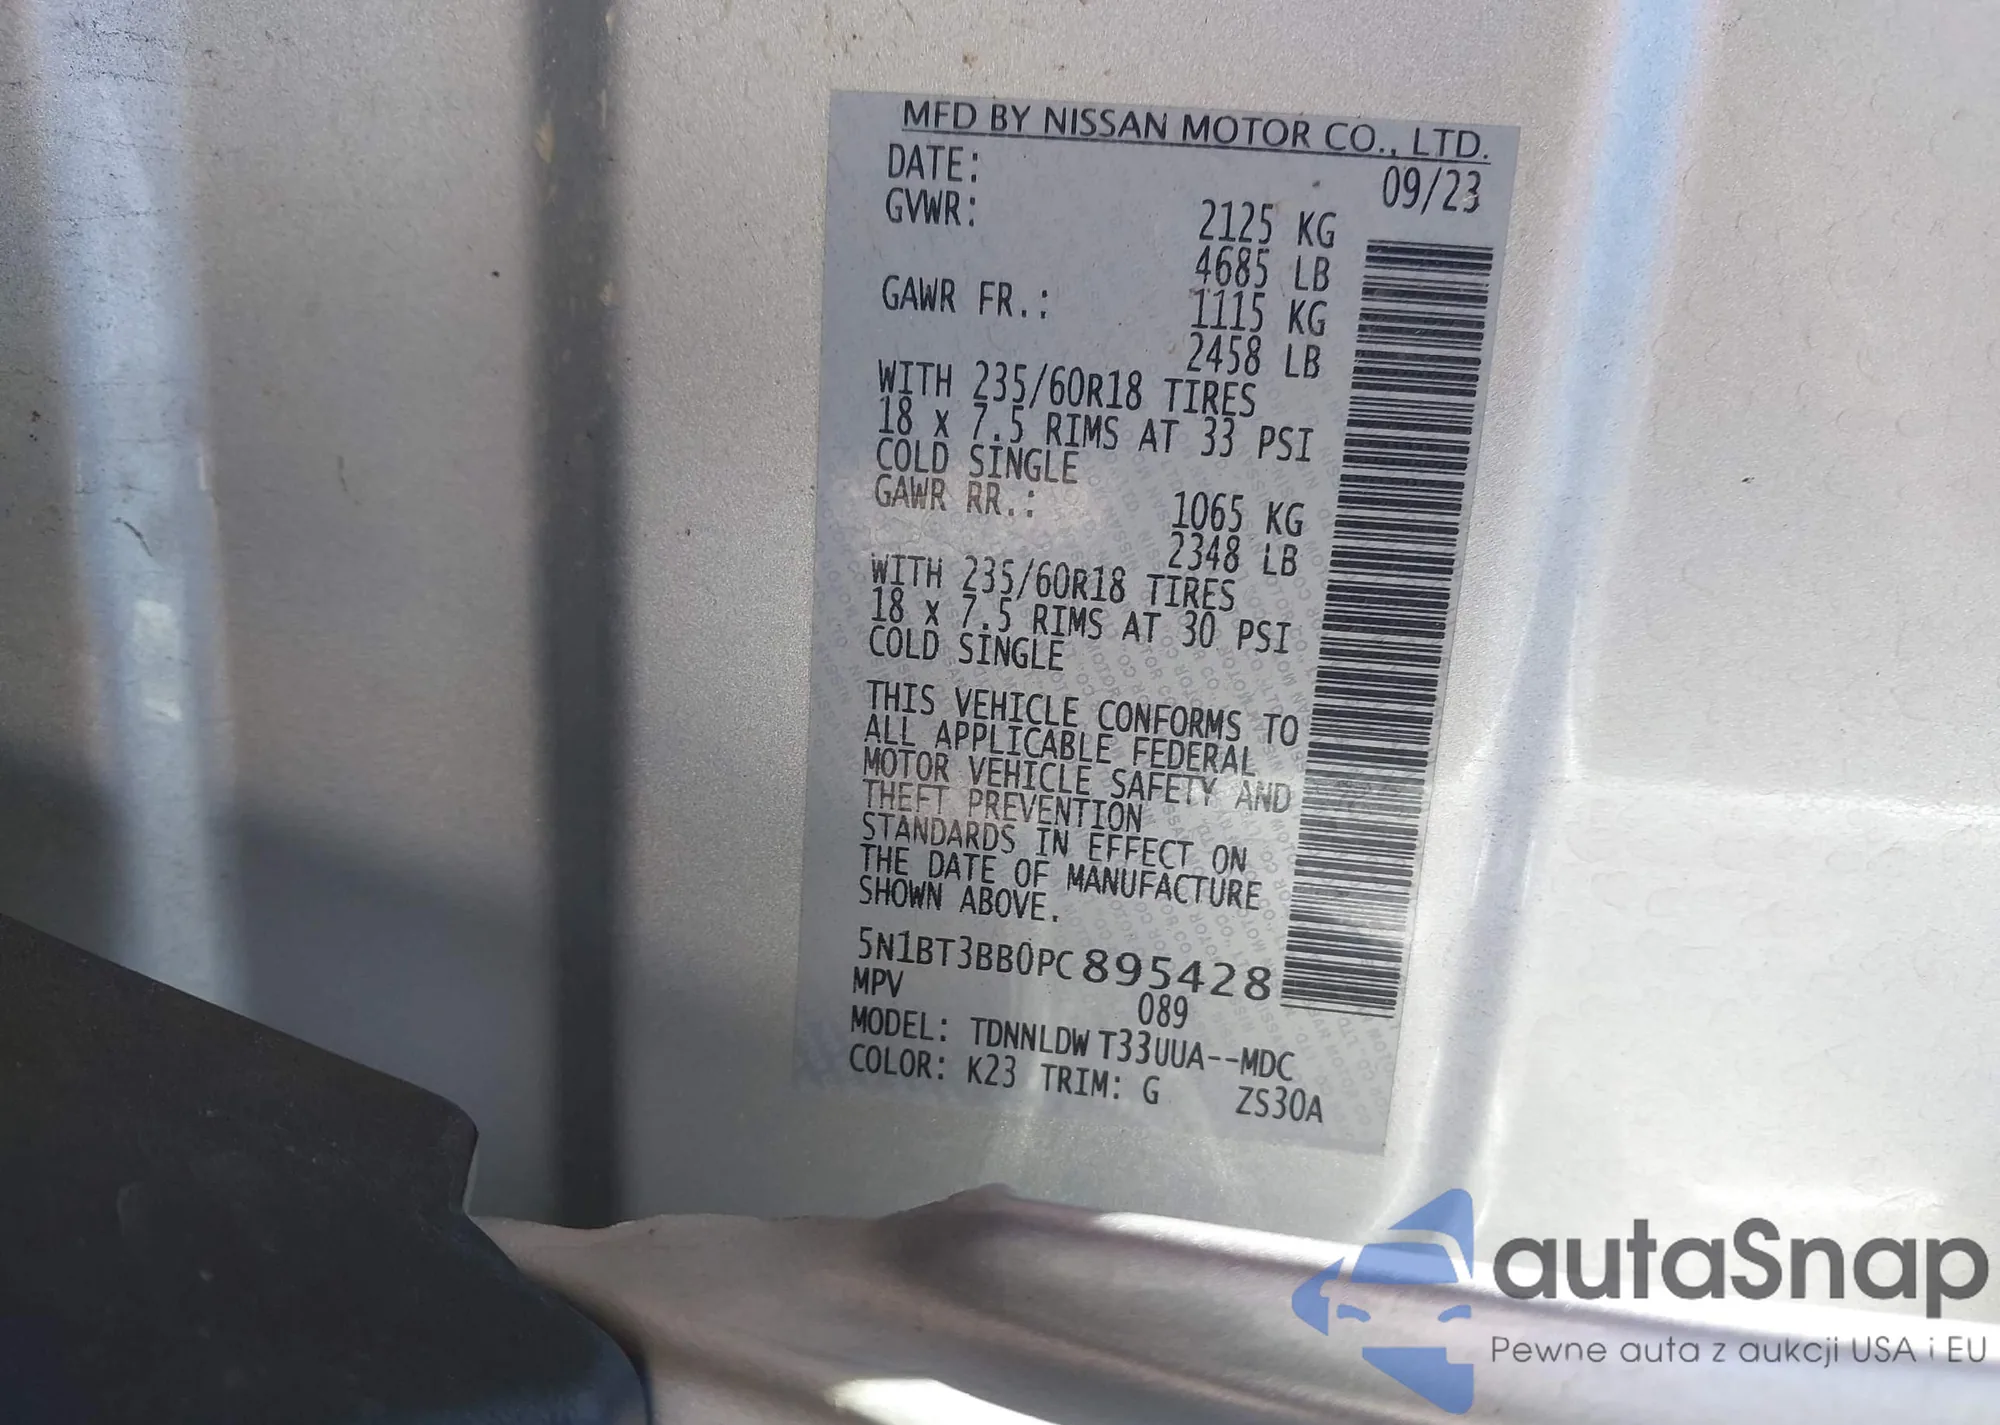 MFD BY NISSAN MOTOR CO., LTD.
DATE: 09/23
GVWR: 2125 KG
4685 LB
GAWR FR.: 1115 KG
2458 LB
WITH 235/60R18 TIRES
18 x 7.5 RIMS AT 33 PSI
COLD SINGLE
GAWR RR.: 1065 KG
2348 LB
WITH 235/60R18 TIRES
18 x 7.5 RIMS AT 30 PSI
COLD SINGLE
THIS VEHICLE CONFORMS TO
ALL APPLICABLE FEDERAL
MOTOR VEHICLE SAFETY AND
THEFT PREVENTION
STANDARDS IN EFFECT ON
THE DATE OF MANUFACTURE
SHOWN ABOVE.
5N1BT3BB0PC895428
MPV 089
MODEL: TDNNLDW T33UUA--MDC
COLOR: K23 TRIM: G ZS30A
autaSnap
Pewne auta z aukcji USA i EU